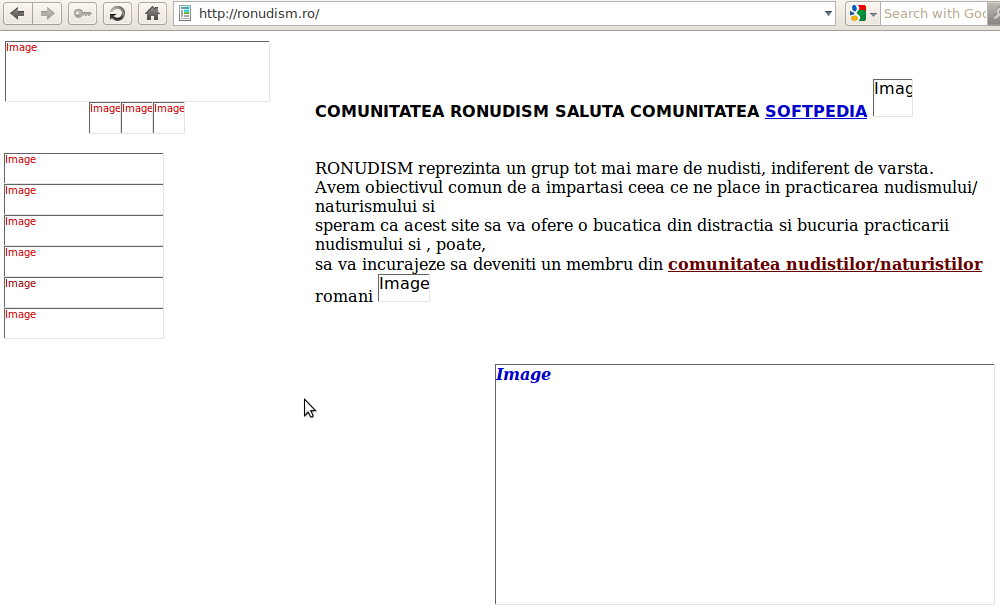 http://ronudism.ro/
Search with Goo
Image
Image Image Image
Image
Image
Image
Image
Image
Image
COMUNITATEA RONUDISM SALUTA COMUNITATEA SOFTPEDIA Imag
RONUDISM reprezinta un grup tot mai mare de nudisti, indiferent de varsta.
Avem obiectivul comun de a impartasi ceea ce ne place in practicarea nudismului/
naturismului si
speram ca acest site sa va ofere o bucatica din distractia si bucuria practicarii
nudismului si , poate,
sa va incurajeze sa deveniti un membru din comunitatea nudistilor/naturistilor
romani Image
Image